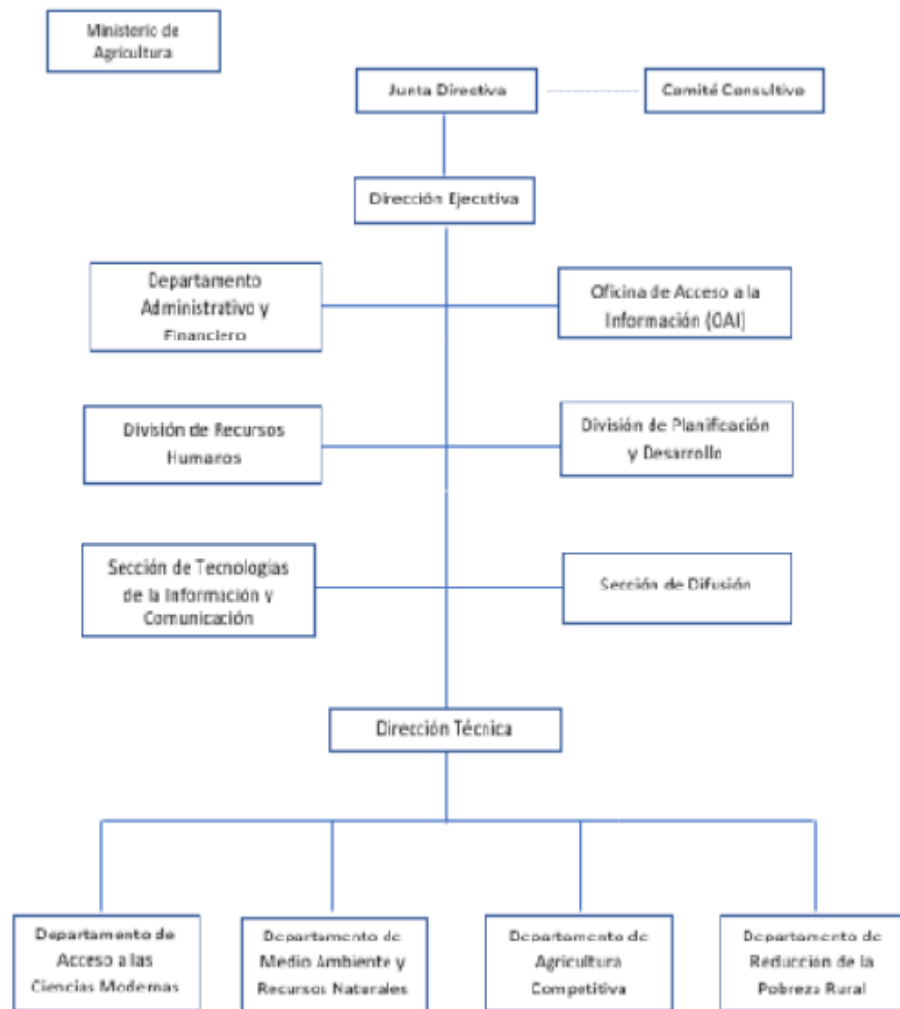 Ministerio de
Agricultura
Junta Directiva
Comité Consultivo
Dirección Ejecutiva
Departamento
Administrativo y
Financiero
Oficina de Acceso a la
Información (OAI)
División de Recursos
Humanos
División de Planificación
y Desarrollo
Sección de Tecnologías
de la Información y
Comunicación
Sección de Difusión
Dirección Técnica
Departamento de
Acceso a las
Ciencias Modernas
Departamento de
Medio Ambiente y
Recursos Naturales
Departamento de
Agricultura
Competitiva
Departamento de
Reducción de la
Pobreza Rural